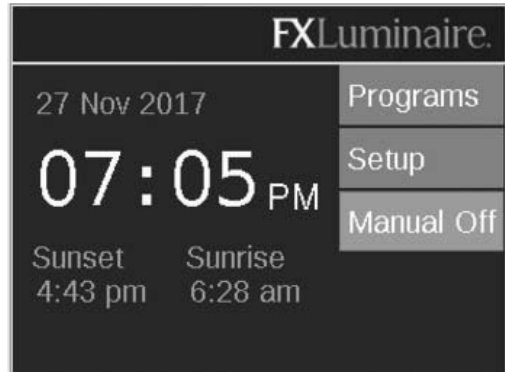 FXLuminaire.
27 Nov 2017
07:05 PM
Sunset Sunrise
4:43 pm 6:28 am
Programs
Setup
Manual Off